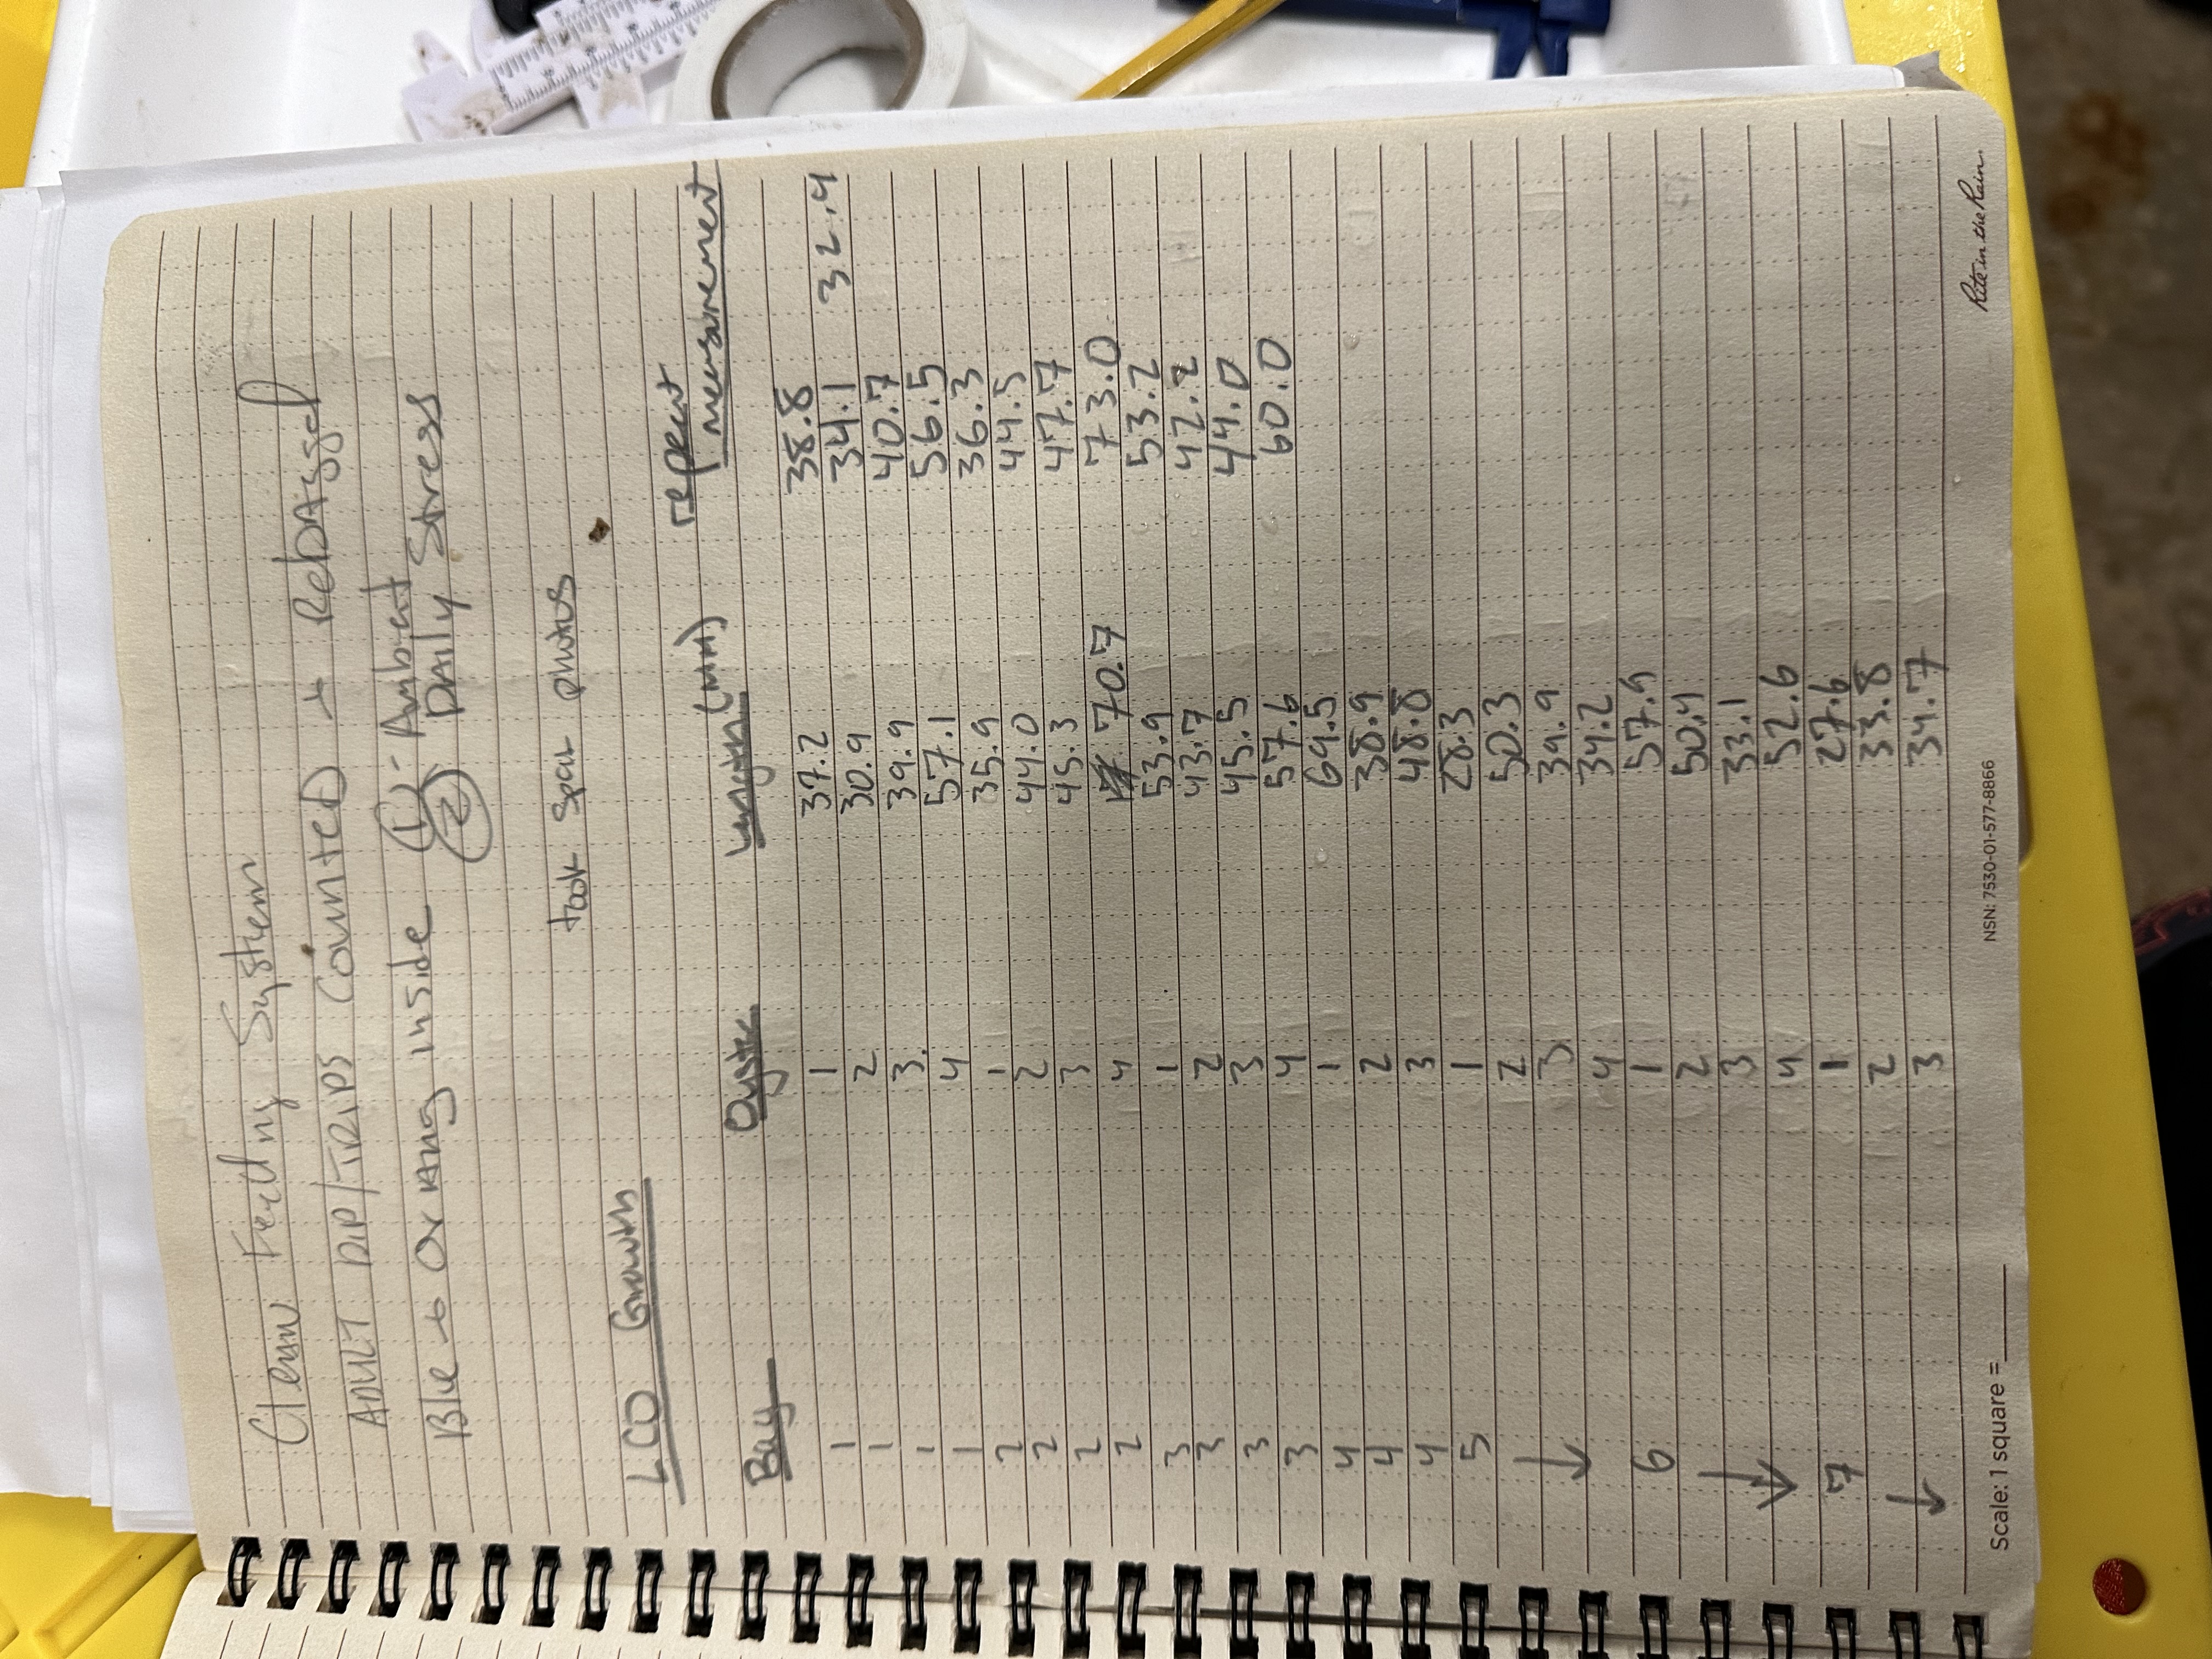 Clean Feeding System
ADULT DIP/TRIPS COUNTED + Rebagged
Blue + Orang inside ① - Ambient
② DAily Stress
took spat photos
LCO Growth
repeat
Bay Oyster Length (MM) measurement
1 1 37.2 38.8
1 2 30.9 34.1 32.4
1 3. 39.9 40.7
1 4 57.1 56.5
2 1 35.9 36.3
2 2 44.0 44.5
2 3 45.3 47.7
2 4 70.7 73.0
3 1 53.9 53.2
3 2 43.7 42.2
3 3 45.5 44.0
3 4 57.6 60.0
4 1 69.5
4 2 38.9
4 3 48.8
5 1 28.3
↓ 2 50.3
3 39.9
4 34.2
6 1 57.9
↓ 2 50.4
3 33.1
4 52.6
7 1 27.6
↓ 2 33.8
3 34.7
Scale: 1 square =______ NSN: 7530-01-577-8866 Rite in the Rain.